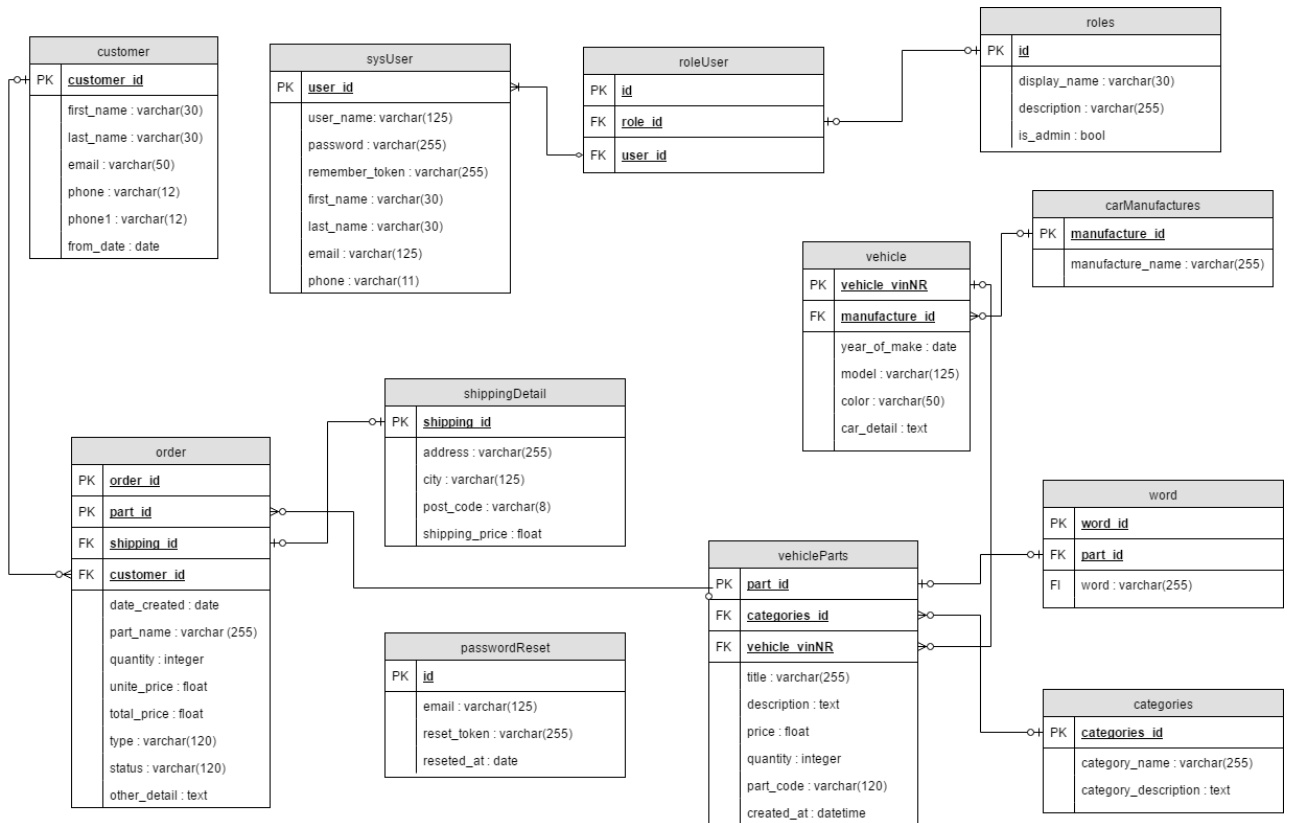 customer
PK customer_id
first_name : varchar(30)
last_name : varchar(30)
email : varchar(50)
phone : varchar(12)
phone1 : varchar(12)
from_date : date
sysUser
PK user_id
user_name: varchar(125)
password : varchar(255)
remember_token : varchar(255)
first_name : varchar(30)
last_name : varchar(30)
email : varchar(125)
phone : varchar(11)
roleUser
PK id
FK role_id
FK user_id
roles
PK id
display_name : varchar(30)
description : varchar(255)
is_admin : bool
carManufactures
PK manufacture_id
manufacture_name : varchar(255)
vehicle
PK vehicle_vinNR
FK manufacture_id
year_of_make : date
model : varchar(125)
color : varchar(50)
car_detail : text
shippingDetail
PK shipping_id
address : varchar(255)
city : varchar(125)
post_code : varchar(8)
shipping_price : float
order
PK order_id
PK part_id
FK shipping_id
FK customer_id
date_created : date
part_name : varchar (255)
quantity : integer
unite_price : float
total_price : float
type : varchar(120)
status : varchar(120)
other_detail : text
passwordReset
PK id
email : varchar(125)
reset_token : varchar(255)
reseted_at : date
vehicleParts
PK part_id
FK categories_id
FK vehicle_vinNR
title : varchar(255)
description : text
price : float
quantity : integer
part_code : varchar(120)
created_at : datetime
word
PK word_id
FK part_id
FI word : varchar(255)
categories
PK categories_id
category_name : varchar(255)
category_description : text